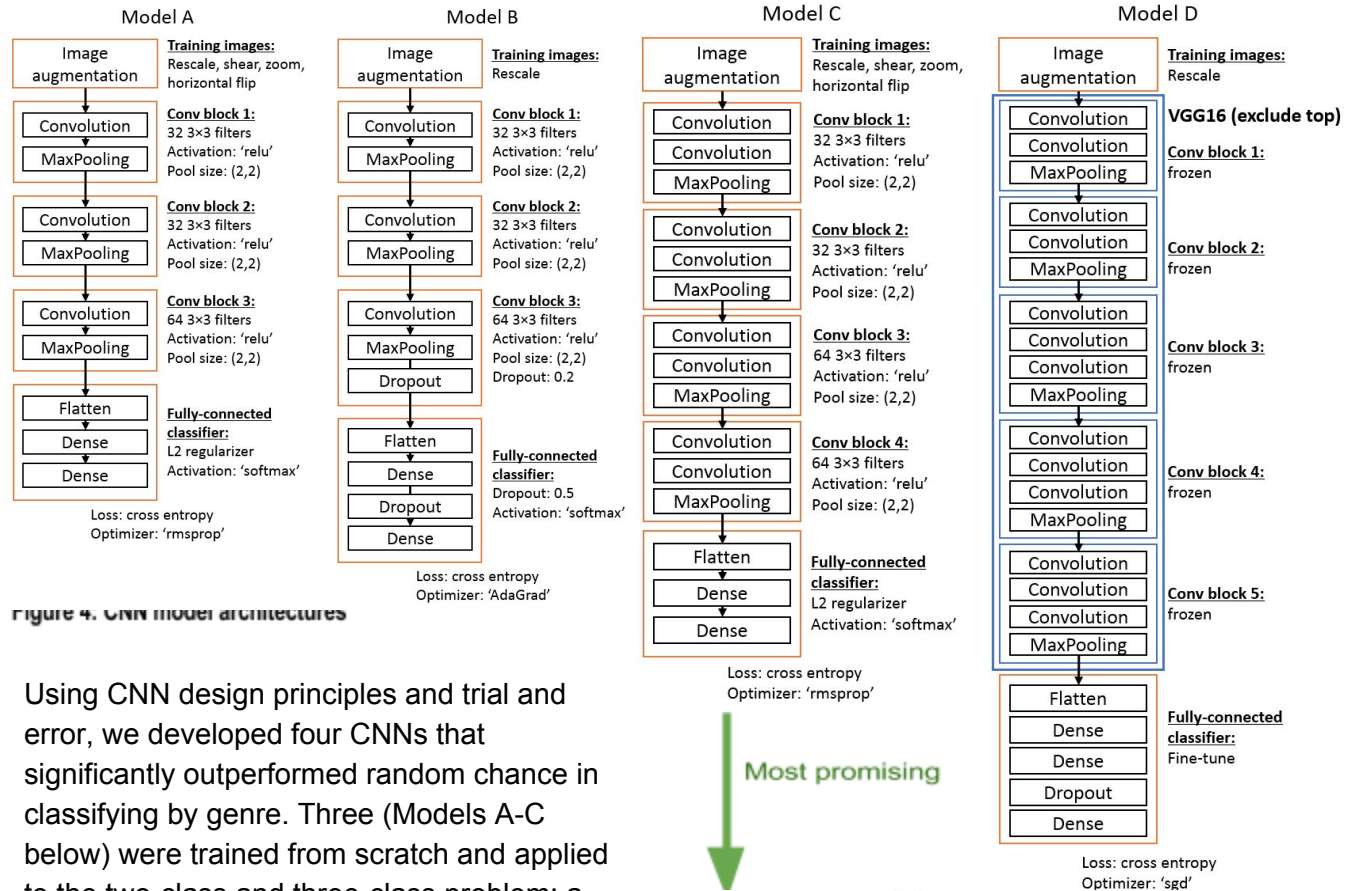 Model A
Image
augmentation
Training images:
Rescale, shear, zoom,
horizontal flip
Convolution
MaxPooling
Conv block 1:
32 3×3 filters
Activation: ‘relu’
Pool size: (2,2)
Convolution
MaxPooling
Conv block 2:
32 3×3 filters
Activation: ‘relu’
Pool size: (2,2)
Convolution
MaxPooling
Conv block 3:
64 3×3 filters
Activation: ‘relu’
Pool size: (2,2)
Flatten
Dense
Dense
Fully-connected
classifier:
L2 regularizer
Activation: ‘softmax’
Loss: cross entropy
Optimizer: ‘rmsprop’
Model B
Image
augmentation
Training images:
Rescale
Convolution
MaxPooling
Conv block 1:
32 3×3 filters
Activation: ‘relu’
Pool size: (2,2)
Convolution
MaxPooling
Conv block 2:
32 3×3 filters
Activation: ‘relu’
Pool size: (2,2)
Convolution
MaxPooling
Dropout
Conv block 3:
64 3×3 filters
Activation: ‘relu’
Pool size: (2,2)
Dropout: 0.2
Flatten
Dense
Dropout
Dense
Fully-connected
classifier:
Dropout: 0.5
Activation: ‘softmax’
Loss: cross entropy
Optimizer: ‘AdaGrad’
Model C
Image
augmentation
Training images:
Rescale, shear, zoom,
horizontal flip
Convolution
Convolution
MaxPooling
Conv block 1:
32 3×3 filters
Activation: ‘relu’
Pool size: (2,2)
Convolution
Convolution
MaxPooling
Conv block 2:
32 3×3 filters
Activation: ‘relu’
Pool size: (2,2)
Convolution
Convolution
MaxPooling
Conv block 3:
64 3×3 filters
Activation: ‘relu’
Pool size: (2,2)
Convolution
Convolution
MaxPooling
Conv block 4:
64 3×3 filters
Activation: ‘relu’
Pool size: (2,2)
Flatten
Dense
Dense
Fully-connected
classifier:
L2 regularizer
Activation: ‘softmax’
Loss: cross entropy
Optimizer: ‘rmsprop’
Most promising
Model D
Image
augmentation
Training images:
Rescale
VGG16 (exclude top)
Convolution
Convolution
MaxPooling
Conv block 1:
frozen
Convolution
Convolution
MaxPooling
Conv block 2:
frozen
Convolution
Convolution
Convolution
MaxPooling
Conv block 3:
frozen
Convolution
Convolution
Convolution
MaxPooling
Conv block 4:
frozen
Convolution
Convolution
Convolution
MaxPooling
Conv block 5:
frozen
Flatten
Dense
Dense
Dropout
Dense
Fully-connected
classifier:
Fine-tune
Loss: cross entropy
Optimizer: ‘sgd’
Figure 4: CNN model architectures
Using CNN design principles and trial and
error, we developed four CNNs that
significantly outperformed random chance in
classifying by genre. Three (Models A-C
below) were trained from scratch and applied
to the two-class and three-class problem; a